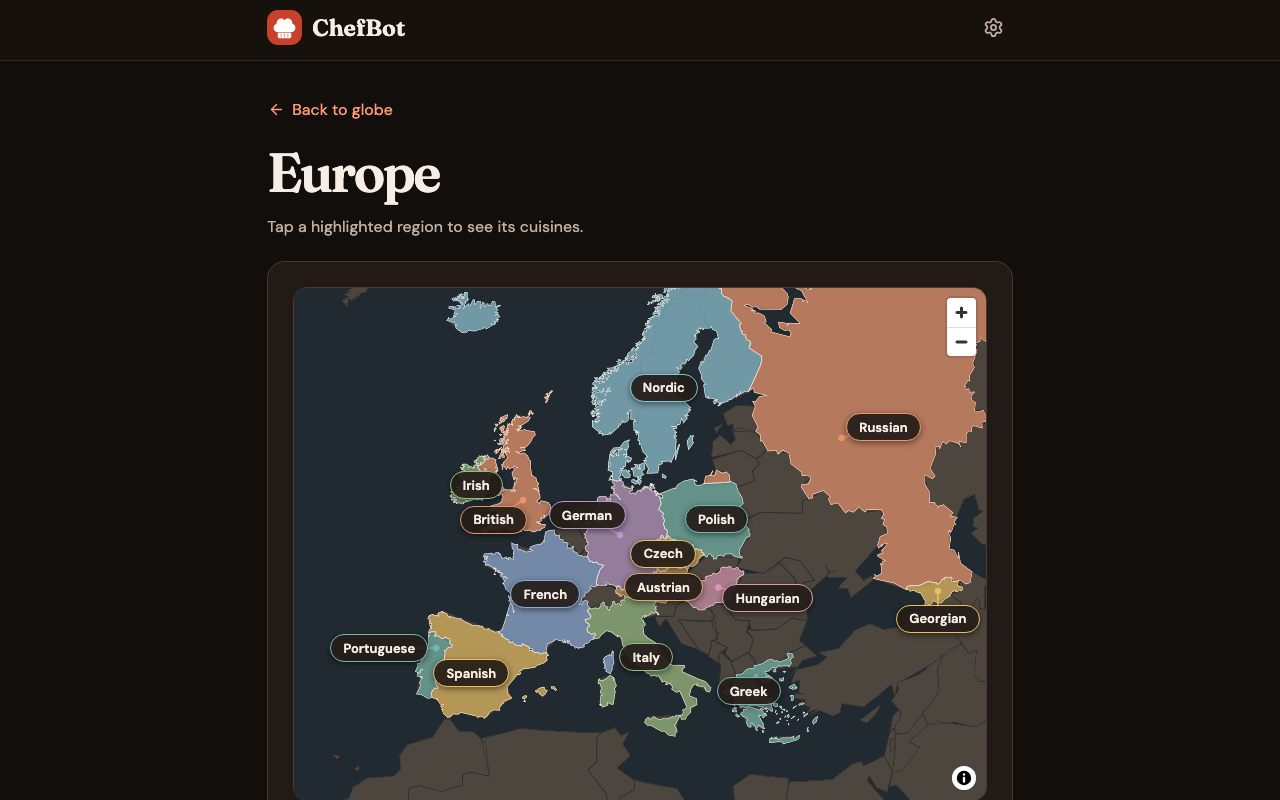 ChefBot
Back to globe
Europe
Tap a highlighted region to see its cuisines.
Nordic
Russian
Irish
British
German
Polish
Czech
Austrian
French
Hungarian
Georgian
Portuguese
Spanish
Italy
Greek